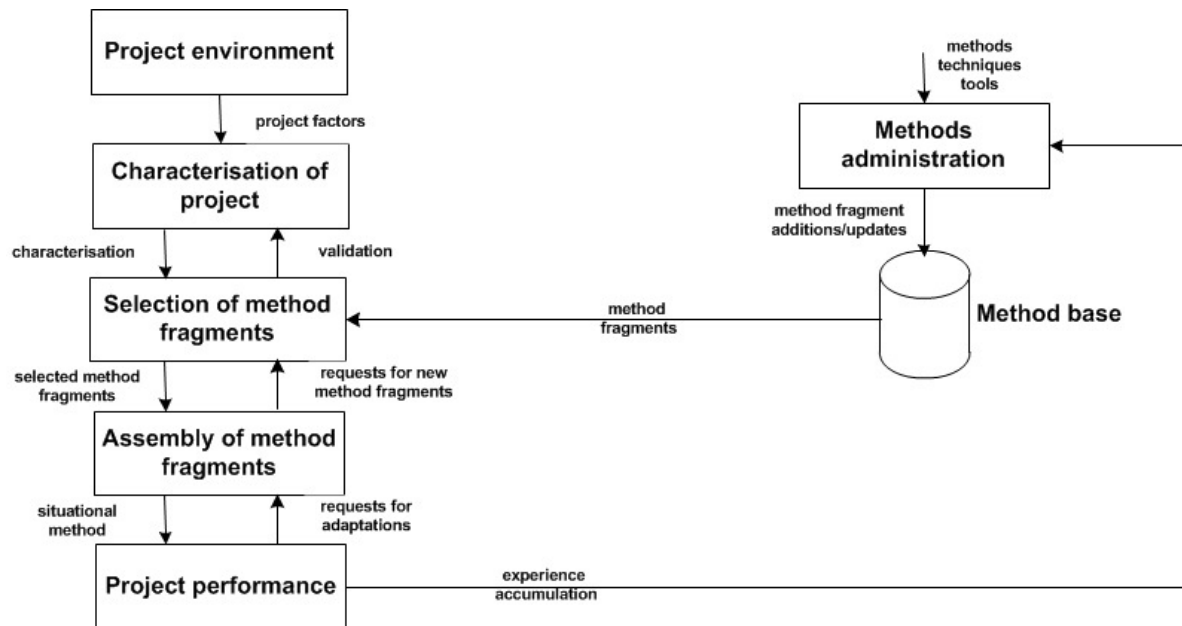 Project environment
project factors
Characterisation of
project
characterisation
validation
Selection of method
fragments
selected method
fragments
requests for new
method fragments
Assembly of method
fragments
situational
method
requests for
adaptations
Project performance
experience
accumulation
method
fragments
methods
techniques
tools
Methods
administration
method fragment
additions/updates
Method base